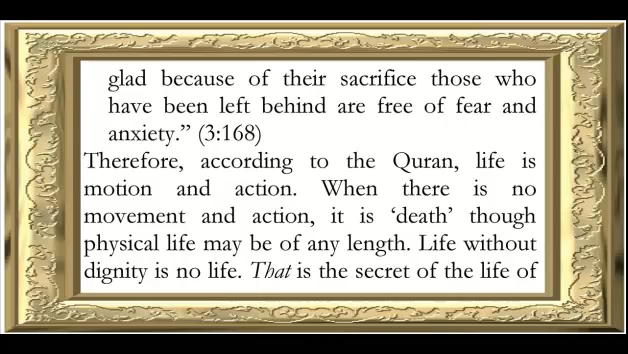 glad because of their sacrifice those who
have been left behind are free of fear and
anxiety.” (3:168)
Therefore, according to the Quran, life is
motion and action. When there is no
movement and action, it is ‘death’ though
physical life may be of any length. Life without
dignity is no life. That is the secret of the life of